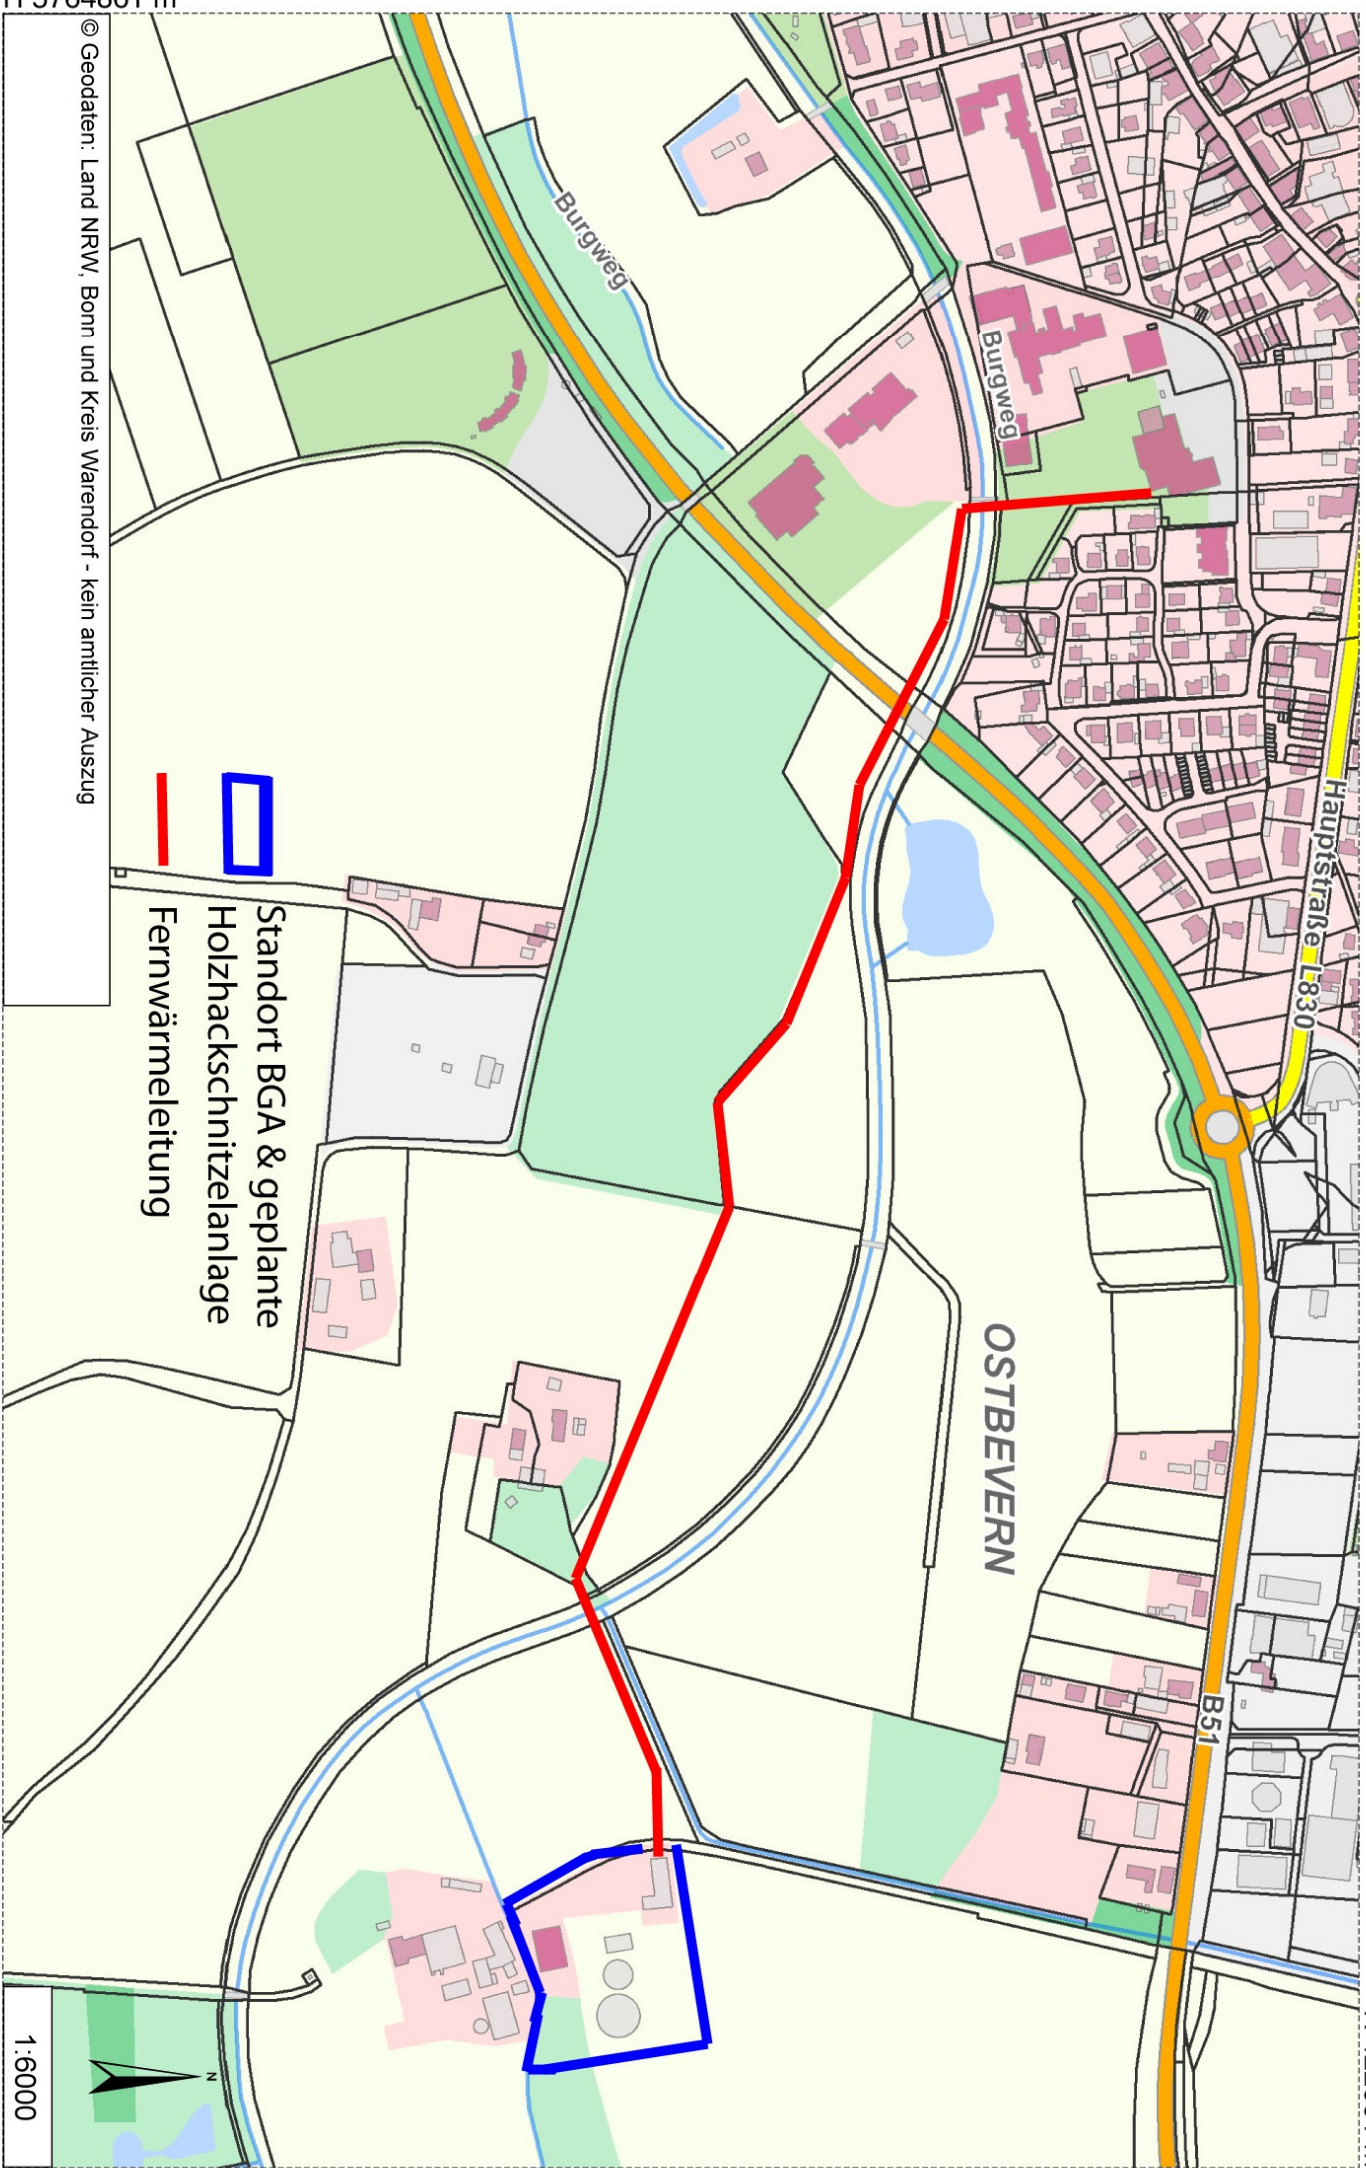 © Geodaten: Land NRW, Bonn und Kreis Warendorf - kein amtlicher Auszug
Burgweg
Burgweg
Hauptstraße L830
OSTBEVERN
B51
Standort BGA & geplante
Holzhackschnitzelanlage
Fernwärmeleitung
N
1:6000